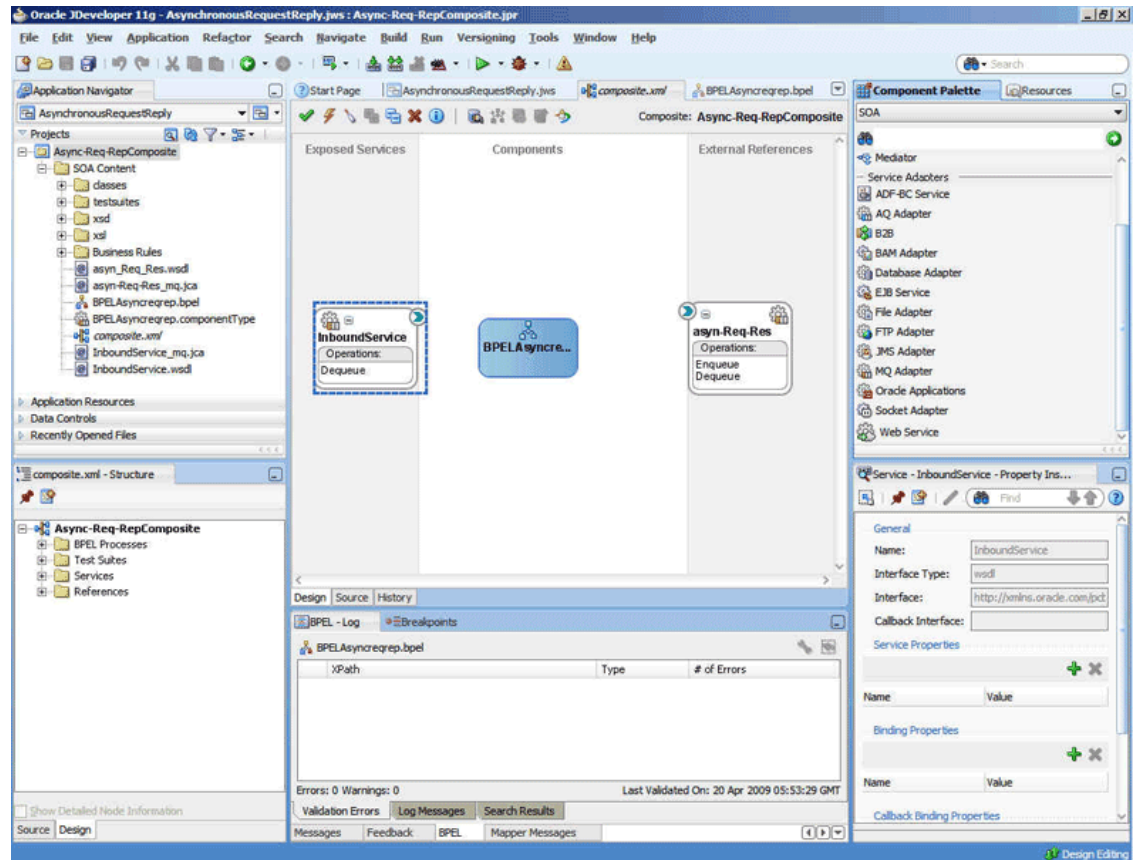 Oracle JDeveloper 11g - AsynchronousRequestReply.jws : Async-Req-RepComposite.jpr
File Edit View Application Refactor Search Navigate Build Run Versioning Tools Window Help
Search
Application Navigator
AsynchronousRequestReply
Projects
Async-Req-RepComposite
SOA Content
classes
testsuites
xsd
xsl
Business Rules
asyn_Req_Res.wsdl
asyn-Req-Res_mq.jca
BPELAsyncreqrep.bpel
BPELAsyncreqrep.componentType
composite.xml
InboundService_mq.jca
InboundService.wsdl
Application Resources
Data Controls
Recently Opened Files
composite.xml - Structure
Async-Req-RepComposite
BPEL Processes
Test Suites
Services
References
Show Detailed Node Information
Source Design
Start Page AsynchronousRequestReply.jws composite.xml BPELAsyncreqrep.bpel
Composite: Async-Req-RepComposite
Exposed Services Components External References
InboundService
Operations:
Dequeue
BPELAsyncre...
asyn-Req-Res
Operations:
Enqueue
Dequeue
Design Source History
BPEL - Log Breakpoints
BPELAsyncreqrep.bpel
XPath Type # of Errors
Errors: 0 Warnings: 0 Last Validated On: 20 Apr 2009 05:53:29 GMT
Validation Errors Log Messages Search Results
Messages Feedback BPEL Mapper Messages
Component Palette Resources
SOA
Mediator
Service Adapters
ADF-BC Service
AQ Adapter
B2B
BAM Adapter
Database Adapter
EJB Service
File Adapter
FTP Adapter
JMS Adapter
MQ Adapter
Oracle Applications
Socket Adapter
Web Service
Service - InboundService - Property Ins...
Find
General
Name: InboundService
Interface Type: wsdl
Interface: http://xmlns.oracle.com/pcb
Callback Interface:
Service Properties
Name Value
Binding Properties
Name Value
Callback Binding Properties
Design Editing